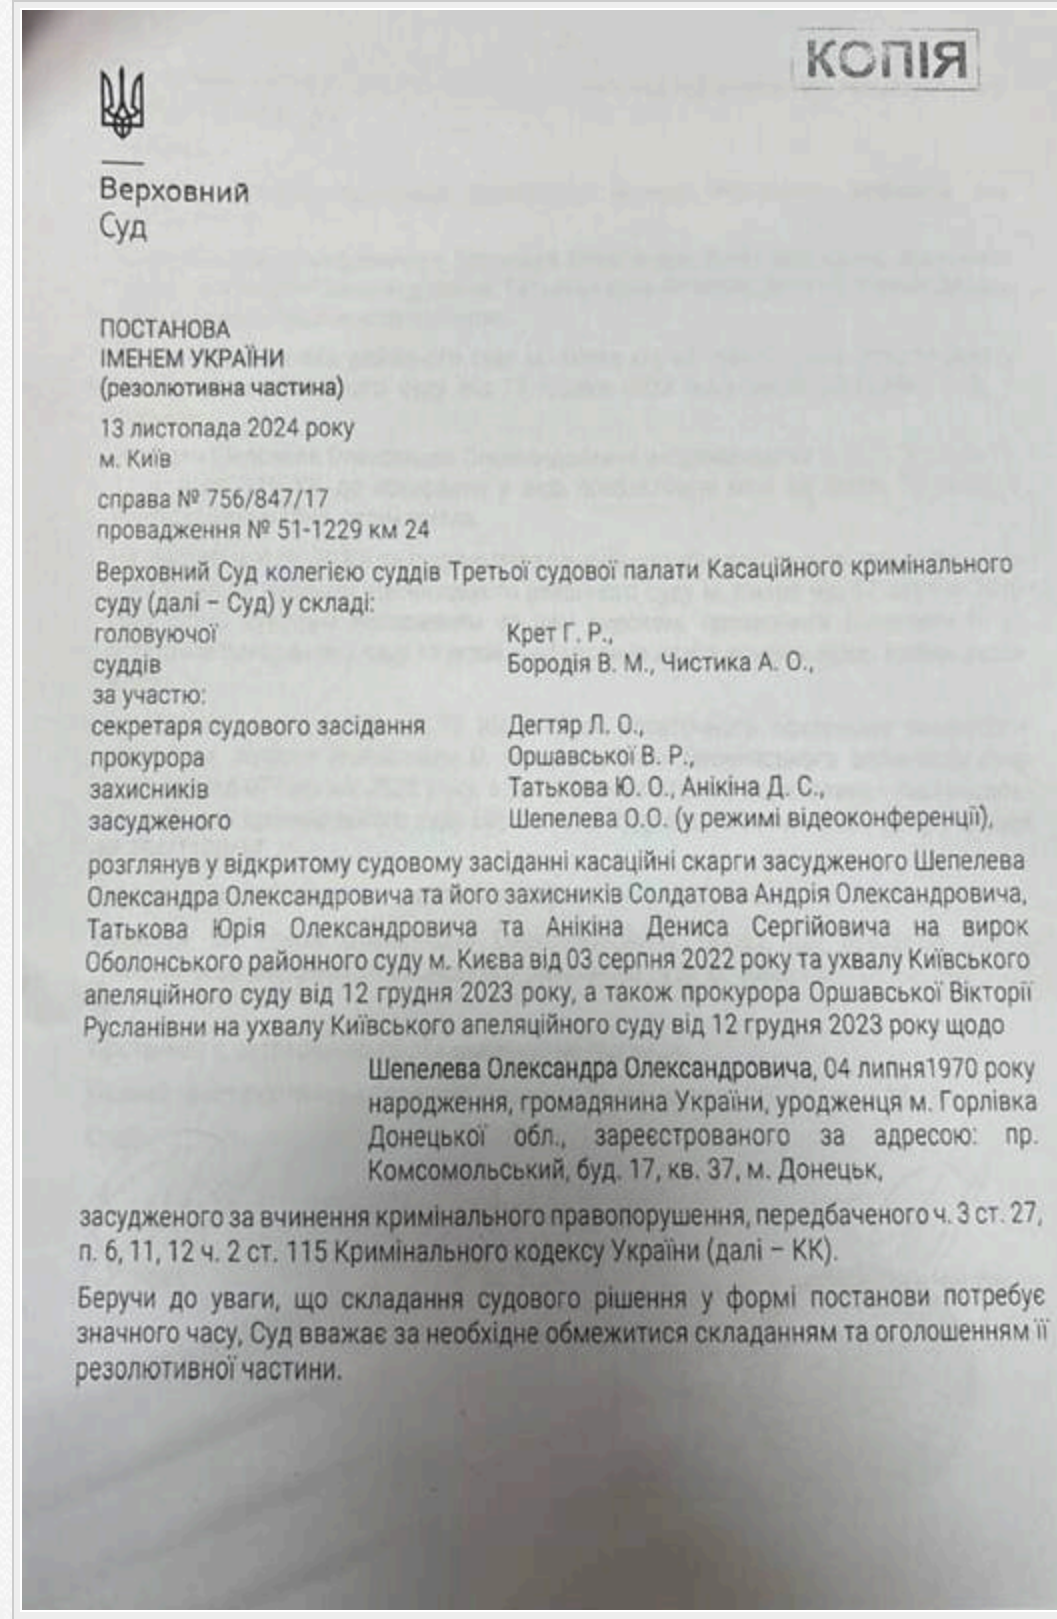 КОПІЯ
Верховний
Суд
ПОСТАНОВА
ІМЕНЕМ УКРАЇНИ
(резолютивна частина)
13 листопада 2024 року
м. Київ
справа № 756/847/17
провадження № 51-1229 км 24
Верховний Суд колегією суддів Третьої судової палати Касаційного кримінального
суду (далі – Суд) у складі:
головуючої Крет Г. Р.,
суддів Бородія В. М., Чистика А. О.,
за участю:
секретаря судового засідання Дегтяр Л. О.,
прокурора Оршавської В. Р.,
захисників Татькова Ю. О., Анікіна Д. С.,
засудженого Шепелева О.О. (у режимі відеоконференції),
розглянув у відкритому судовому засіданні касаційні скарги засудженого Шепелева
Олександра Олександровича та його захисників Солдатова Андрія Олександровича,
Татькова Юрія Олександровича та Анікіна Дениса Сергійовича на вирок
Оболонського районного суду м. Києва від 03 серпня 2022 року та ухвалу Київського
апеляційного суду від 12 грудня 2023 року, а також прокурора Оршавської Вікторії
Русланівни на ухвалу Київського апеляційного суду від 12 грудня 2023 року щодо
Шепелева Олександра Олександровича, 04 липня1970 року
народження, громадянина України, уродженця м. Горлівка
Донецької обл., зареєстрованого за адресою: пр.
Комсомольський, буд. 17, кв. 37, м. Донецьк,
засудженого за вчинення кримінального правопорушення, передбаченого ч. 3 ст. 27,
п. 6, 11, 12 ч. 2 ст. 115 Кримінального кодексу України (далі – КК).
Беручи до уваги, що складання судового рішення у формі постанови потребує
значного часу, Суд вважає за необхідне обмежитися складанням та оголошенням її
резолютивної частини.